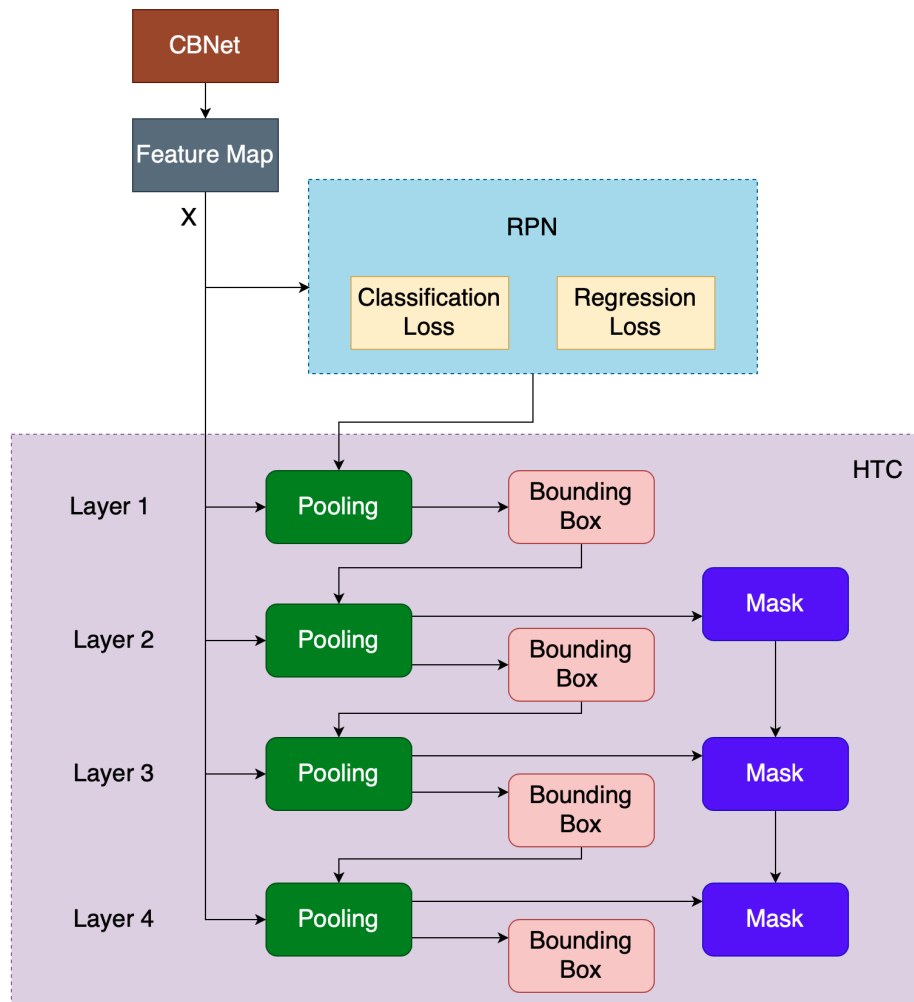 CBNet
Feature Map
X
RPN
Classification
Loss
Regression
Loss
HTC
Layer 1
Pooling
Bounding
Box
Mask
Layer 2
Pooling
Bounding
Box
Layer 3
Pooling
Mask
Bounding
Box
Layer 4
Pooling
Mask
Bounding
Box